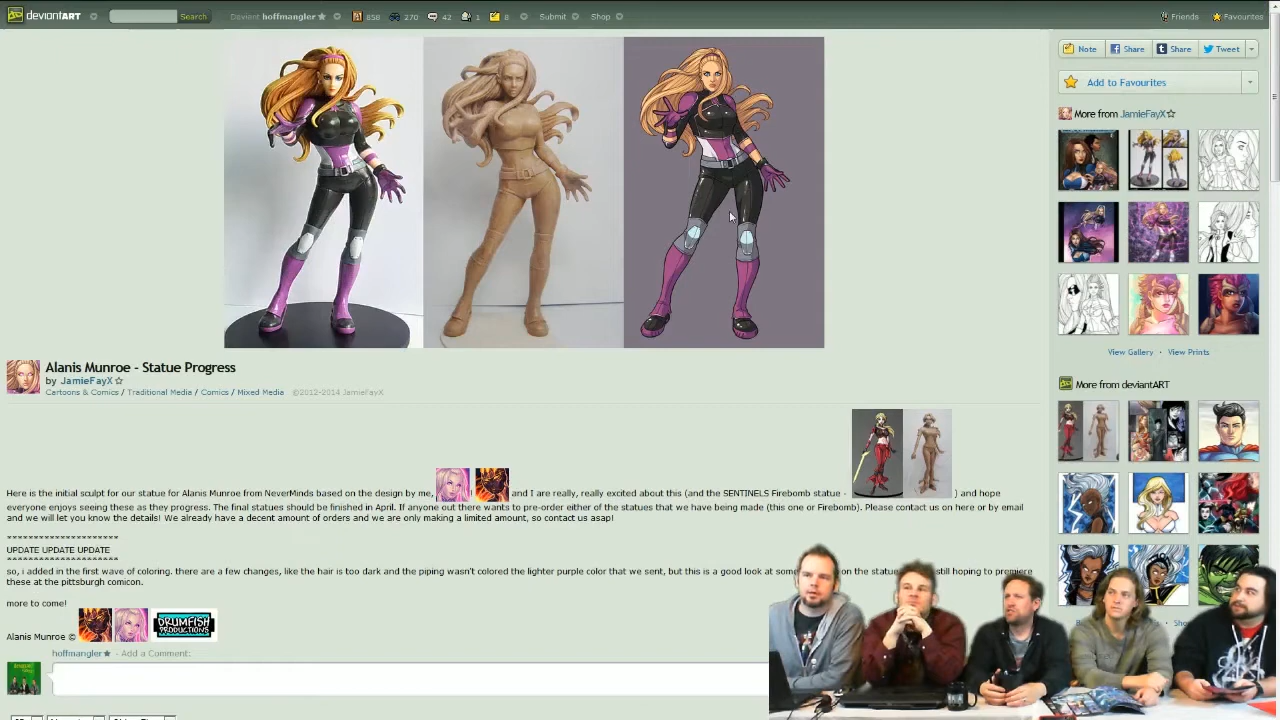 deviantART
Search
Deviant hoffmangler
858
270
42
1
8
Submit
Shop
Friends
Favourites
Note
Share
Share
Tweet
Add to Favourites
More from JamieFayX
View Gallery · View Prints
Alanis Munroe - Statue Progress
by JamieFayX
Cartoons & Comics / Traditional Media / Comics / Mixed Media ©2012-2014 JamieFayX
More from deviantART
Here is the initial sculpt for our statue for Alanis Munroe from NeverMinds based on the design by me, and I are really, really excited about this (and the SENTINELS Firebomb statue - ) and hope
everyone enjoys seeing these as they progress. The final statues should be finished in April. If anyone out there wants to pre-order either of the statues that we have being made (this one or Firebomb). Please contact us on here or by email
and we will let you know the details! We already have a decent amount of orders and we are only making a limited amount, so contact us asap!
*********************
UPDATE UPDATE UPDATE
*********************
so, i added in the first wave of coloring. there are a few changes, like the hair is too dark and the piping wasn't colored the lighter purple color that we sent, but this is a good look at some on the statue still hoping to premiere
these at the pittsburgh comicon.
more to come!
DRUMFISH
PRODUCTIONS
Alanis Munroe ©
hoffmangler - Add a Comment: